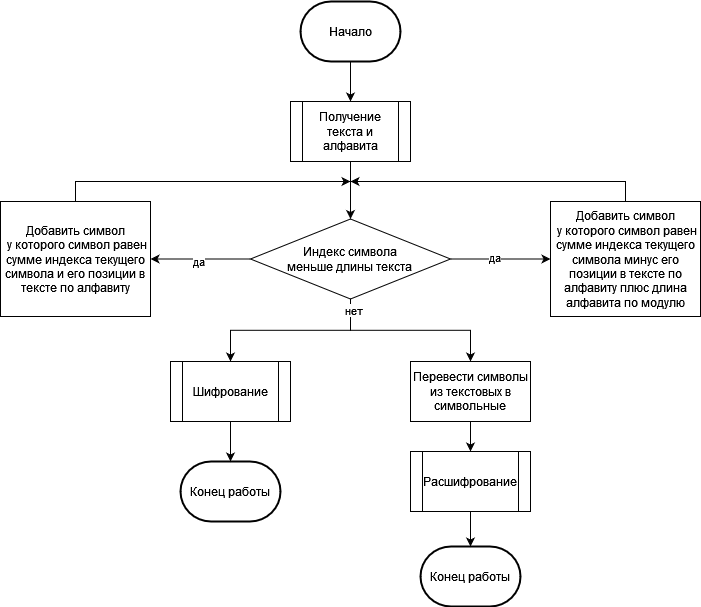 Начало
Получение
текста и
алфавита
Добавить символ
у которого символ равен
сумме индекса текущего
символа и его позиции в
тексте по алфавиту
да
Индекс символа
меньше длины текста
да
Добавить символ
у которого символ равен
сумме индекса текущего
символа минус его
позиции в тексте по
алфавиту плюс длина
алфавита по модулю
нет
Шифрование
Перевести символы
из текстовых в
символьные
Конец работы
Расшифрование
Конец работы